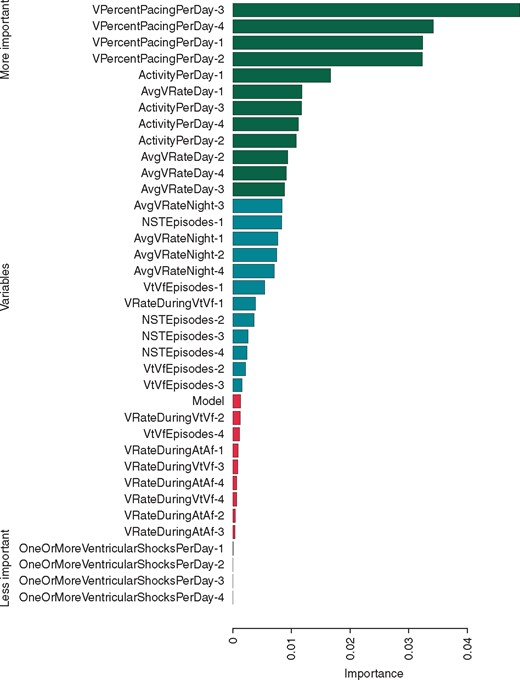 More important
Variables
Less important
VPercentPacingPerDay-3
VPercentPacingPerDay-4
VPercentPacingPerDay-1
VPercentPacingPerDay-2
ActivityPerDay-1
AvgVRateDay-1
ActivityPerDay-3
ActivityPerDay-4
ActivityPerDay-2
AvgVRateDay-2
AvgVRateDay-4
AvgVRateDay-3
AvgVRateNight-3
NSTEpisodes-1
AvgVRateNight-1
AvgVRateNight-2
AvgVRateNight-4
VtVfEpisodes-1
VRateDuringVtVf-1
NSTEpisodes-2
NSTEpisodes-3
NSTEpisodes-4
VtVfEpisodes-2
VtVfEpisodes-3
Model
VRateDuringVtVf-2
VtVfEpisodes-4
VRateDuringAtAf-1
VRateDuringVtVf-3
VRateDuringAtAf-4
VRateDuringVtVf-4
VRateDuringAtAf-2
VRateDuringAtAf-3
OneOrMoreVentricularShocksPerDay-1
OneOrMoreVentricularShocksPerDay-2
OneOrMoreVentricularShocksPerDay-3
OneOrMoreVentricularShocksPerDay-4
0
0.01
0.02
0.03
0.04
Importance